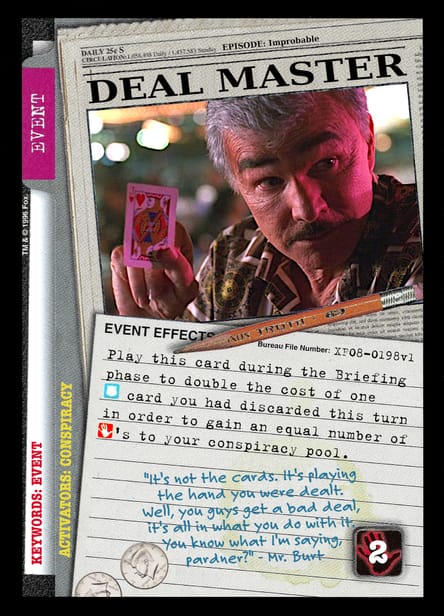 DAILY 25¢ S
CIRCULATION: 1,058,498 Daily / 1,457,583 Sunday
EPISODE: Improbable
DEAL MASTER
EVENT
TM & © 1996 Fox.
EVENT EFFECTS
Bureau File Number: XF08-0198v1
Play this card during the Briefing
phase to double the cost of one
card you had discarded this turn
in order to gain an equal number of
's to your conspiracy pool.
"It's not the cards. It's playing
the hand you were dealt.
Well, you guys get a bad deal,
it's all in what you do with it.
You know what I'm saying,
pardner?" - Mr. Burt
2
KEYWORDS: EVENT
ACTIVATORS: CONSPIRACY